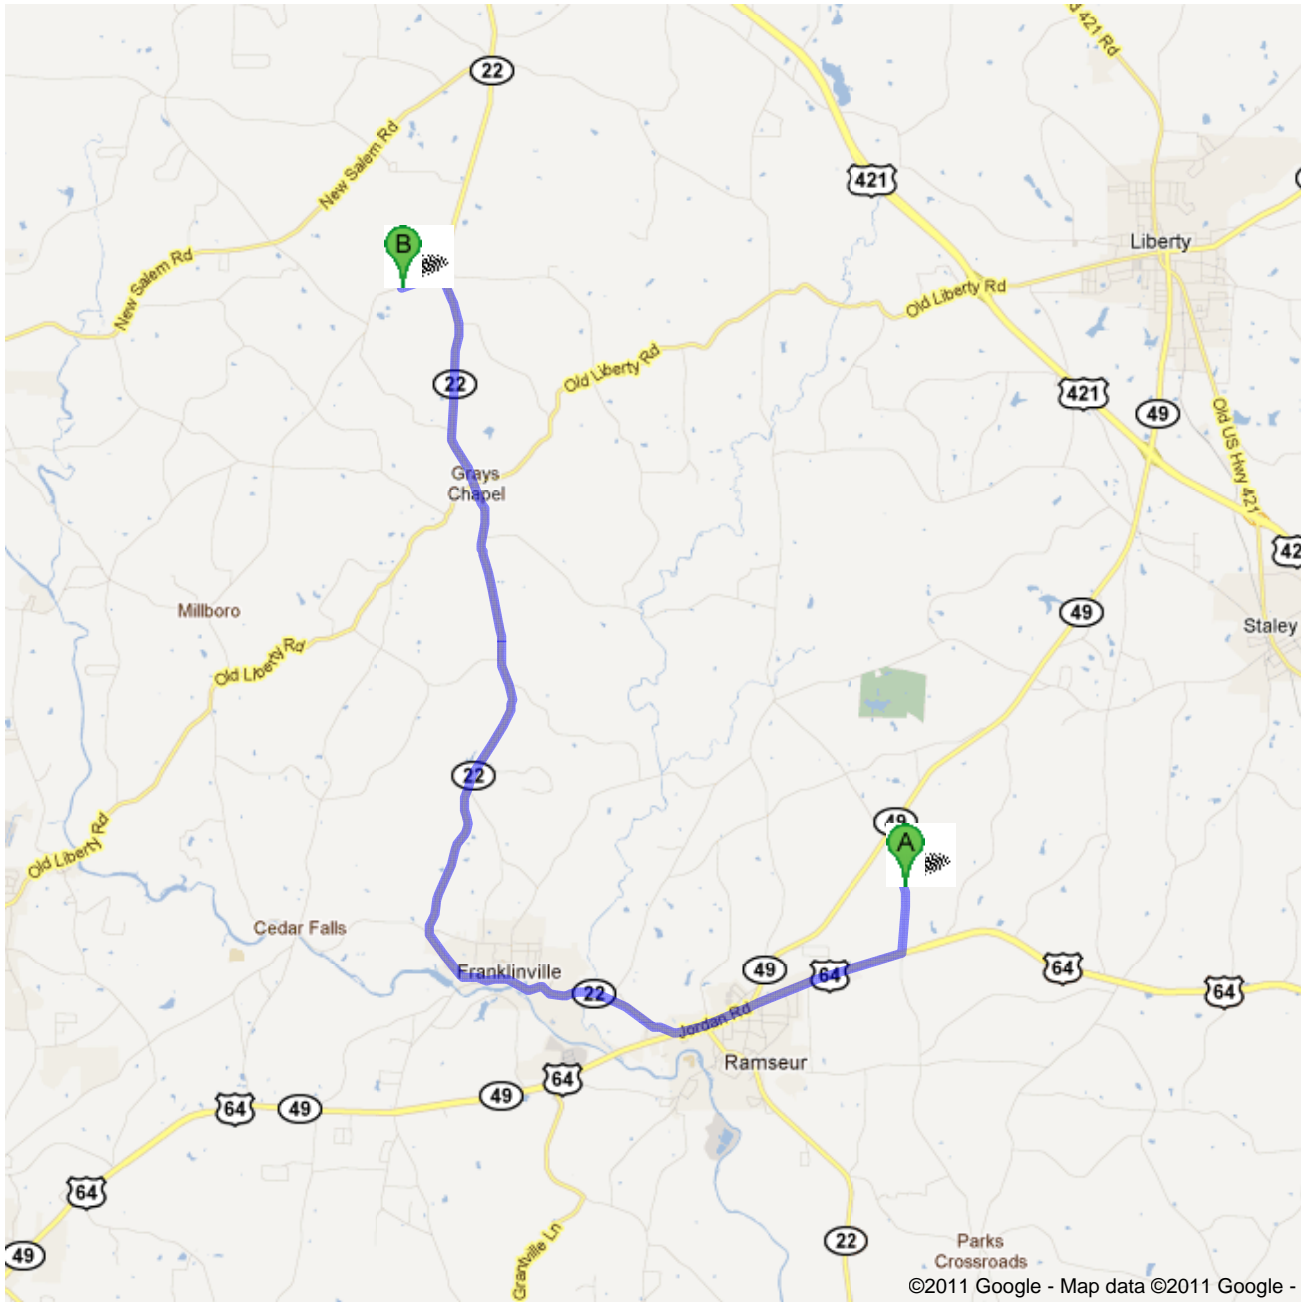 d 421 Rd
22
New Salem Rd
421
Liberty
B
New Salem Rd
Old Liberty Rd
22
Old Liberty Rd
421
49
Old US Hwy 421
Grays
Chapel
42
Millboro
49
Staley
Old Liberty Rd
22
49
Old Liberty Rd
A
Cedar Falls
Franklinville
49
64
64
64
22
Jordan Rd
Ramseur
64
49
64
49
64
49
Grantville Ln
22
Parks
Crossroads
©2011 Google - Map data ©2011 Google -